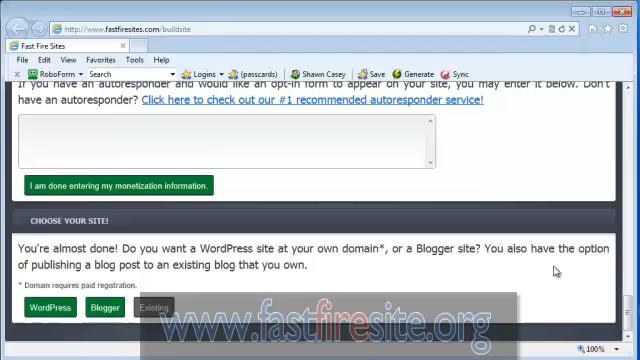 http://www.fastfiresites.com/buildsite
Fast Fire Sites
File Edit View Favorites Tools Help
RoboForm Search Logins (passcards) Shawn Casey Save Generate Sync
If you have an autoresponder and would like an opt-in form to appear on your site, you may enter it below. Don't
have an autoresponder? Click here to check out our #1 recommended autoresponder service!
I am done entering my monetization information.
CHOOSE YOUR SITE!
You're almost done! Do you want a WordPress site at your own domain*, or a Blogger site? You also have the option
of publishing a blog post to an existing blog that you own.
* Domain requires paid registration.
WordPress Blogger Existing
www.fastfiresite.org
100%